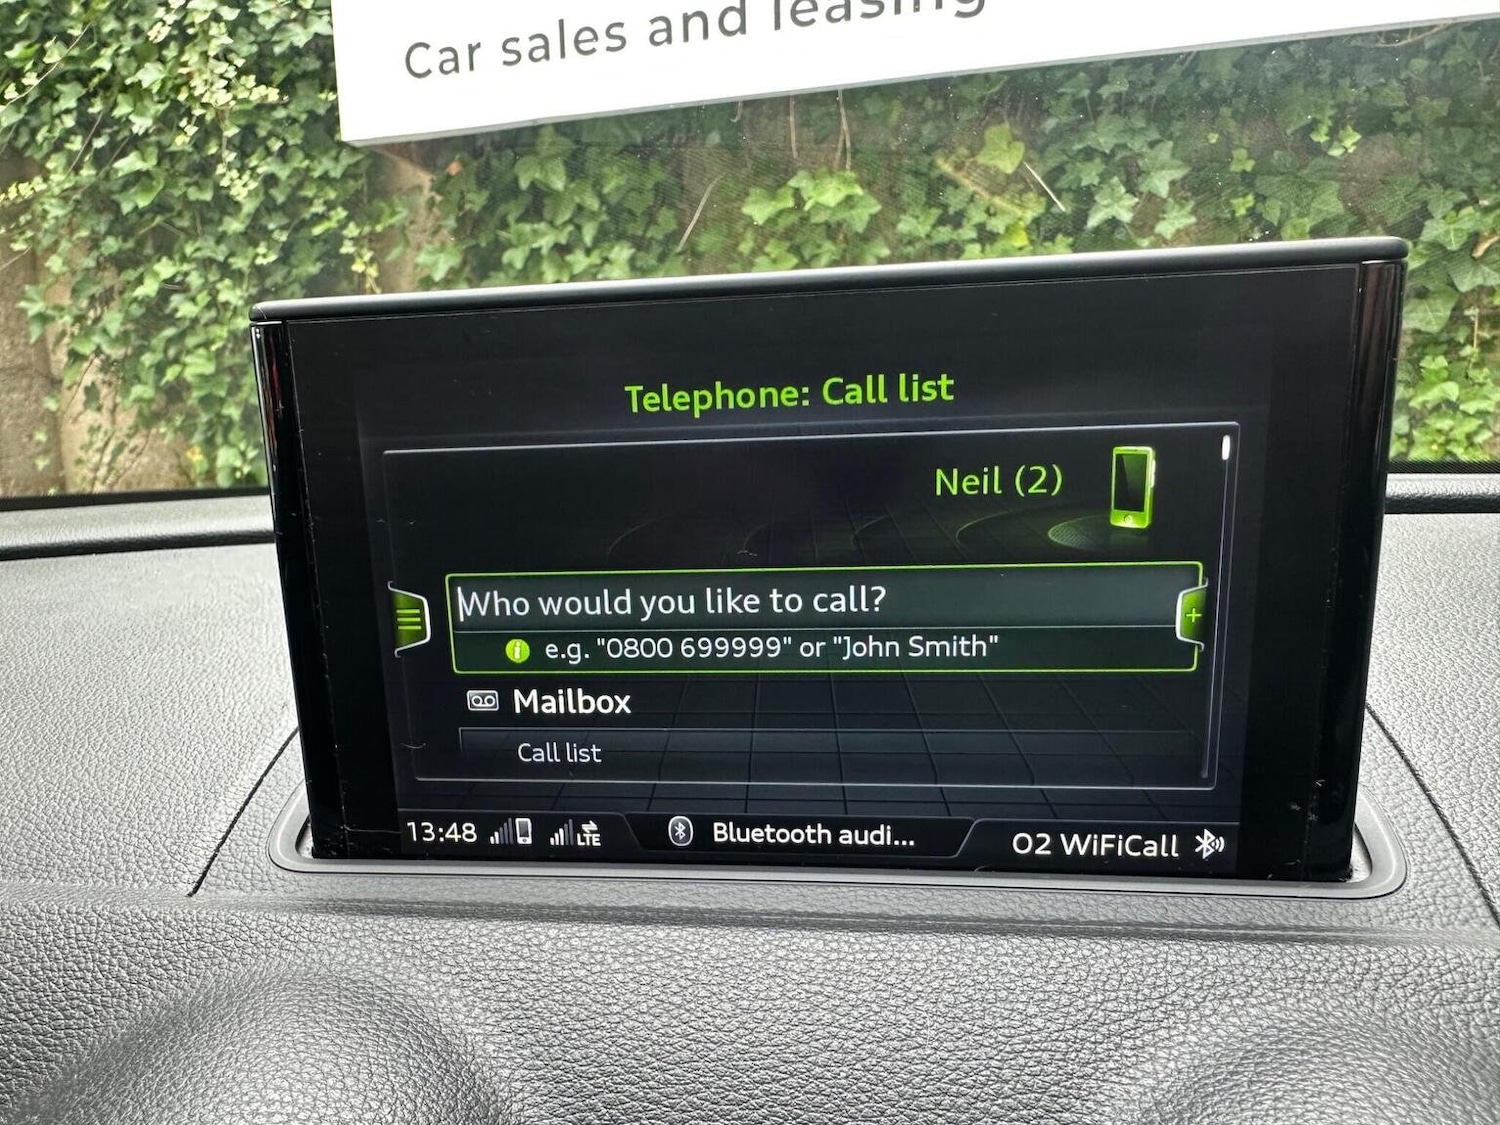 Car sales and leasing
Telephone: Call list
Neil (2)
Who would you like to call?
e.g. "0800 699999" or "John Smith"
Mailbox
Call list
13:48 LTE Bluetooth audi... O2 WiFiCall